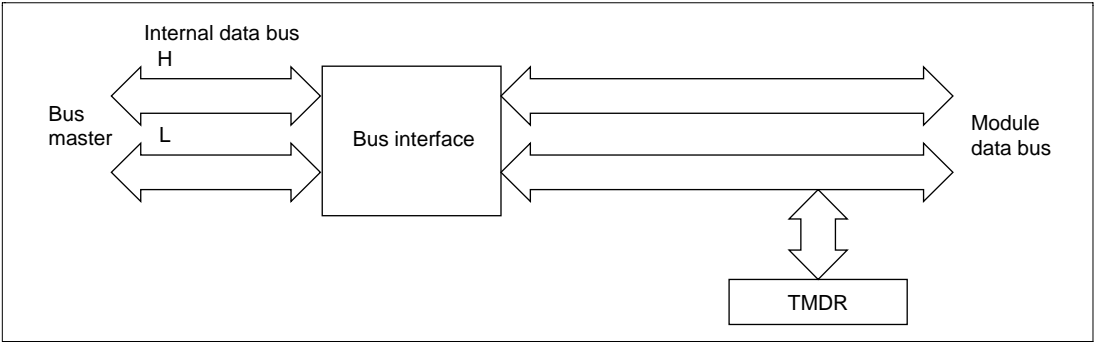 Internal data bus
H
Bus
master
L
Bus interface
Module
data bus
TMDR